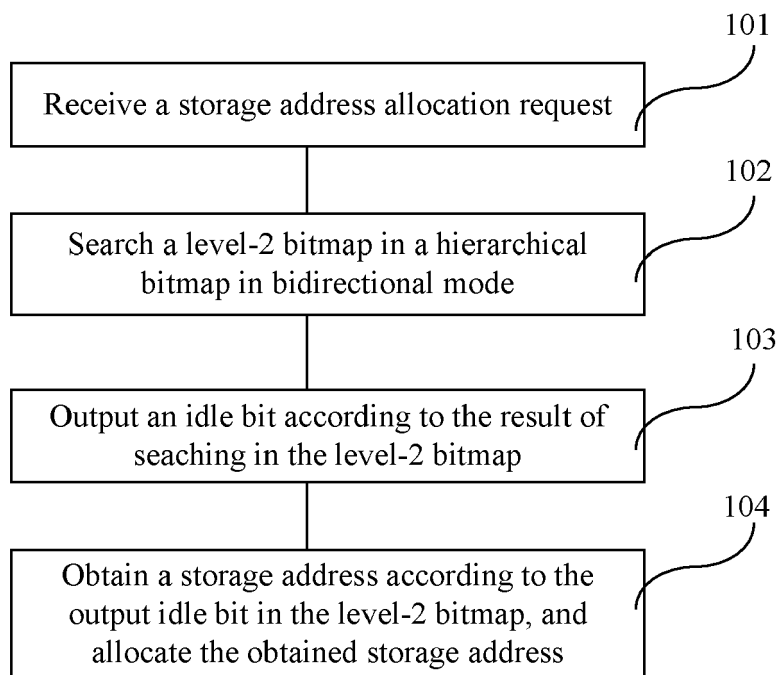 101
Receive a storage address allocation request
102
Search a level-2 bitmap in a hierarchical
bitmap in bidirectional mode
103
Output an idle bit according to the result of
seaching in the level-2 bitmap
104
Obtain a storage address according to the
output idle bit in the level-2 bitmap, and
allocate the obtained storage address